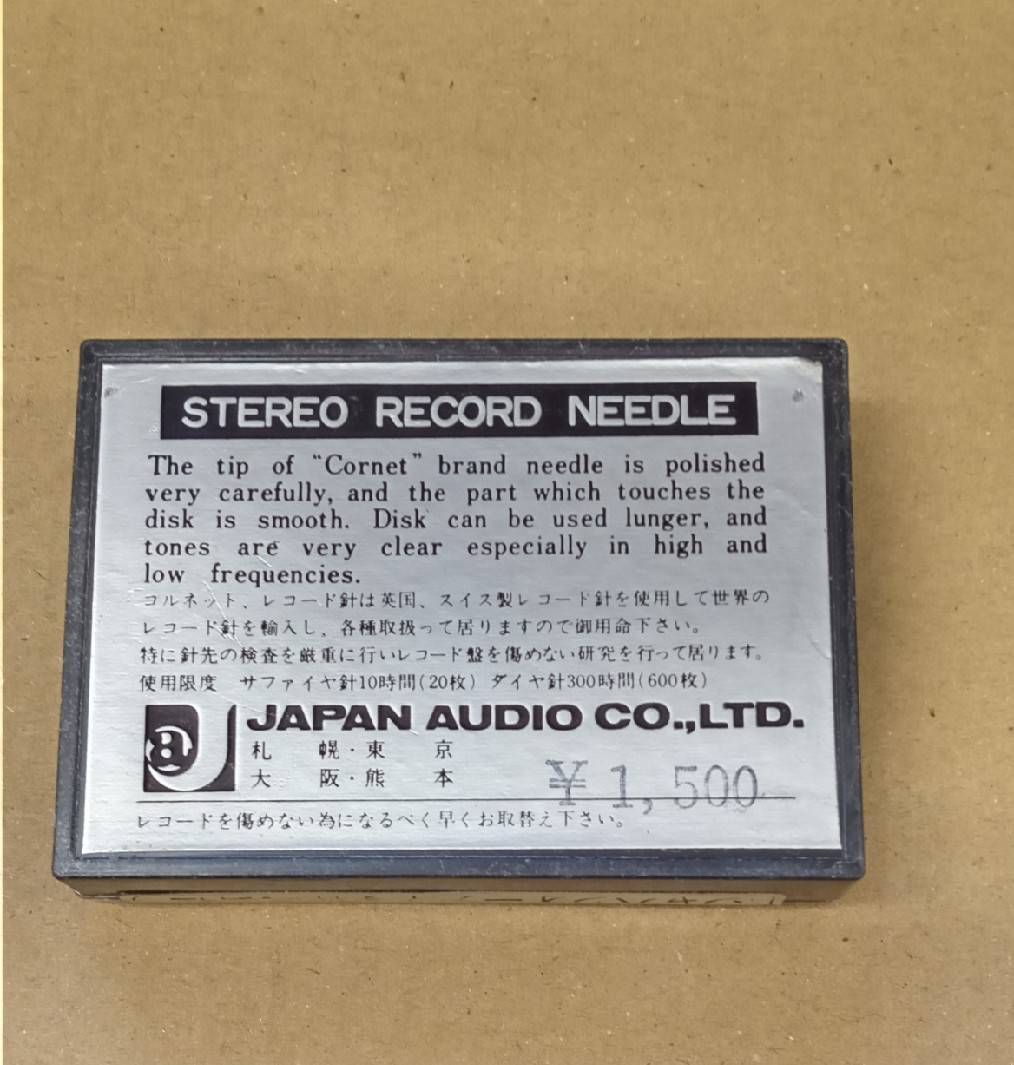 STEREO RECORD NEEDLE
The tip of "Cornet" brand needle is polished
very carefully, and the part which touches the
disk is smooth. Disk can be used lunger, and
tones are very clear especially in high and
low frequencies.
コルネット、レコード針は英国、スイス製レコード針を使用して世界の
レコード針を輸入し、各種取扱って居りますので御用命下さい。
特に針先の検査を厳重に行いレコード盤を傷めない研究を行って居ります。
使用限度 サファイヤ針10時間(20枚) ダイヤ針300時間(600枚)
JAPAN AUDIO CO.,LTD.
札幌・東京
大阪・熊本
¥1,500
レコードを傷めない為になるべく早くお取替え下さい。